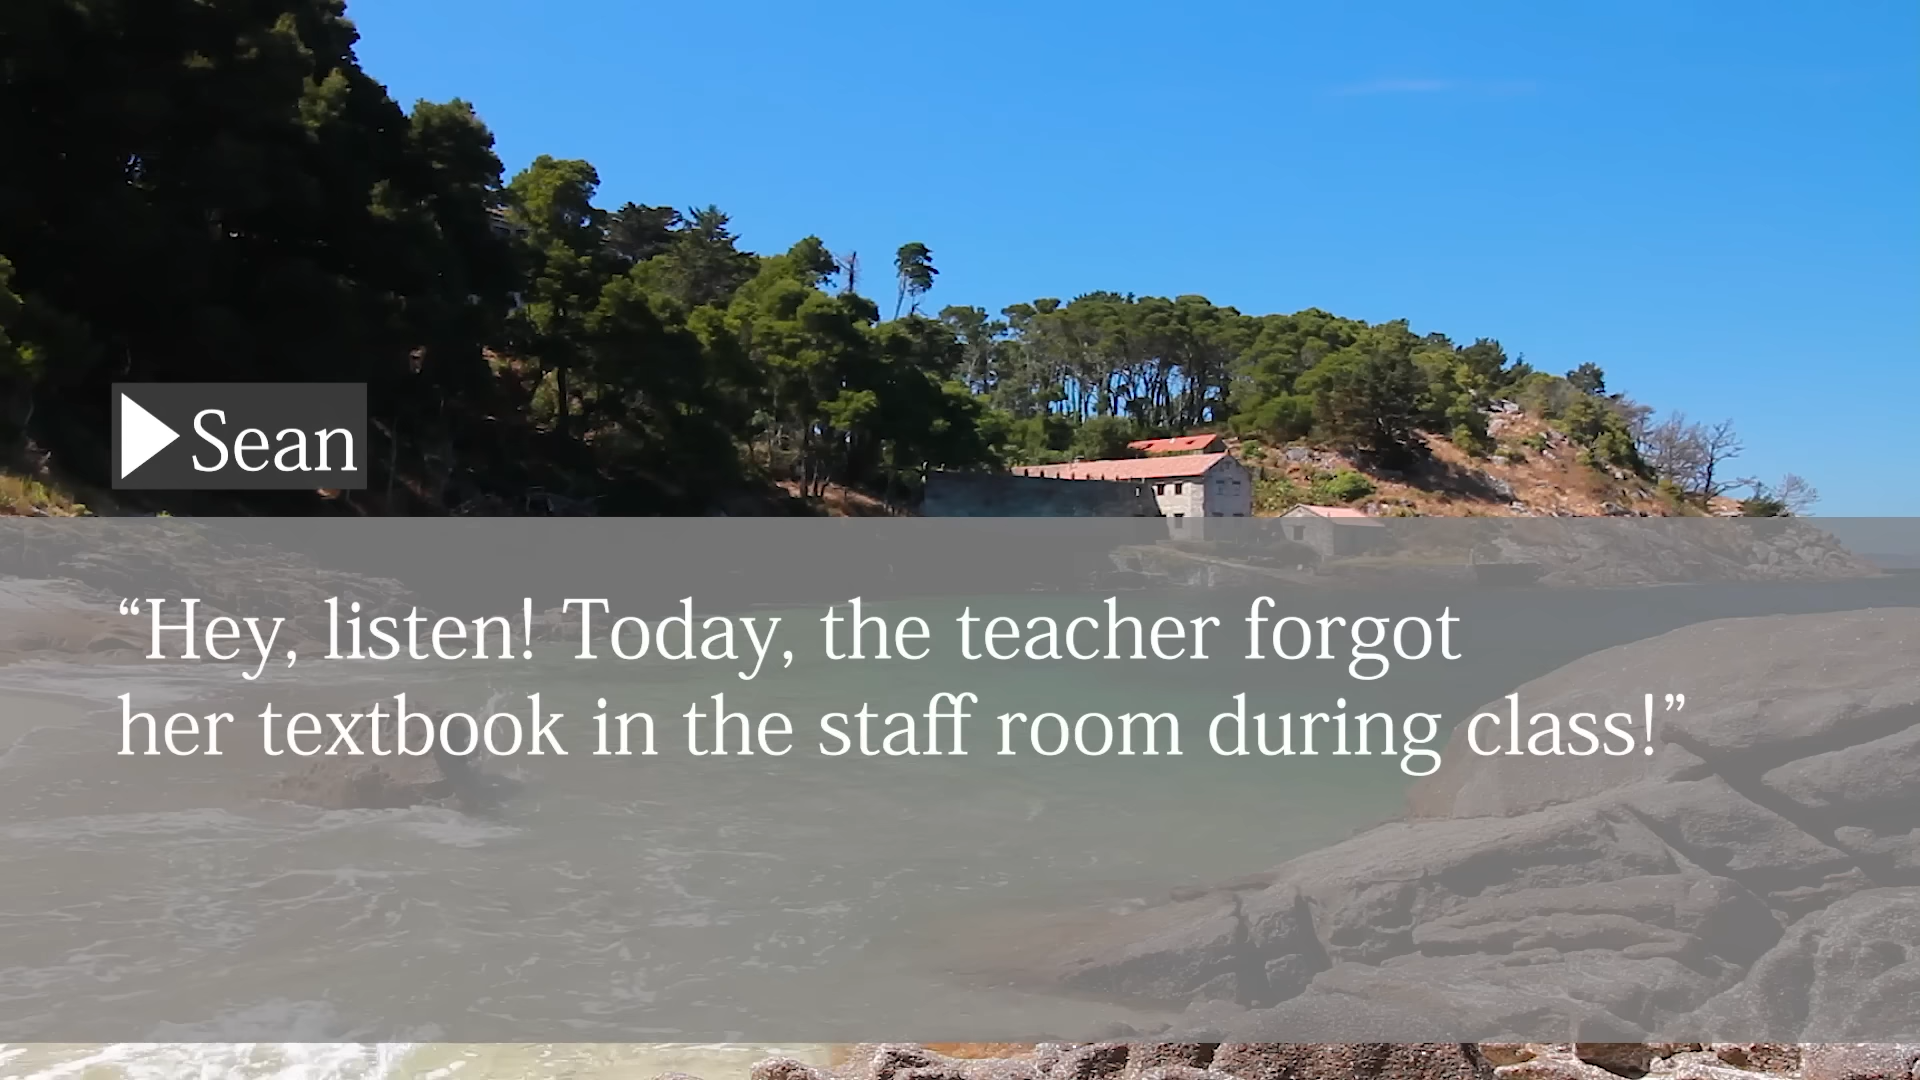 Sean
“Hey, listen! Today, the teacher forgot
her textbook in the staff room during class!”